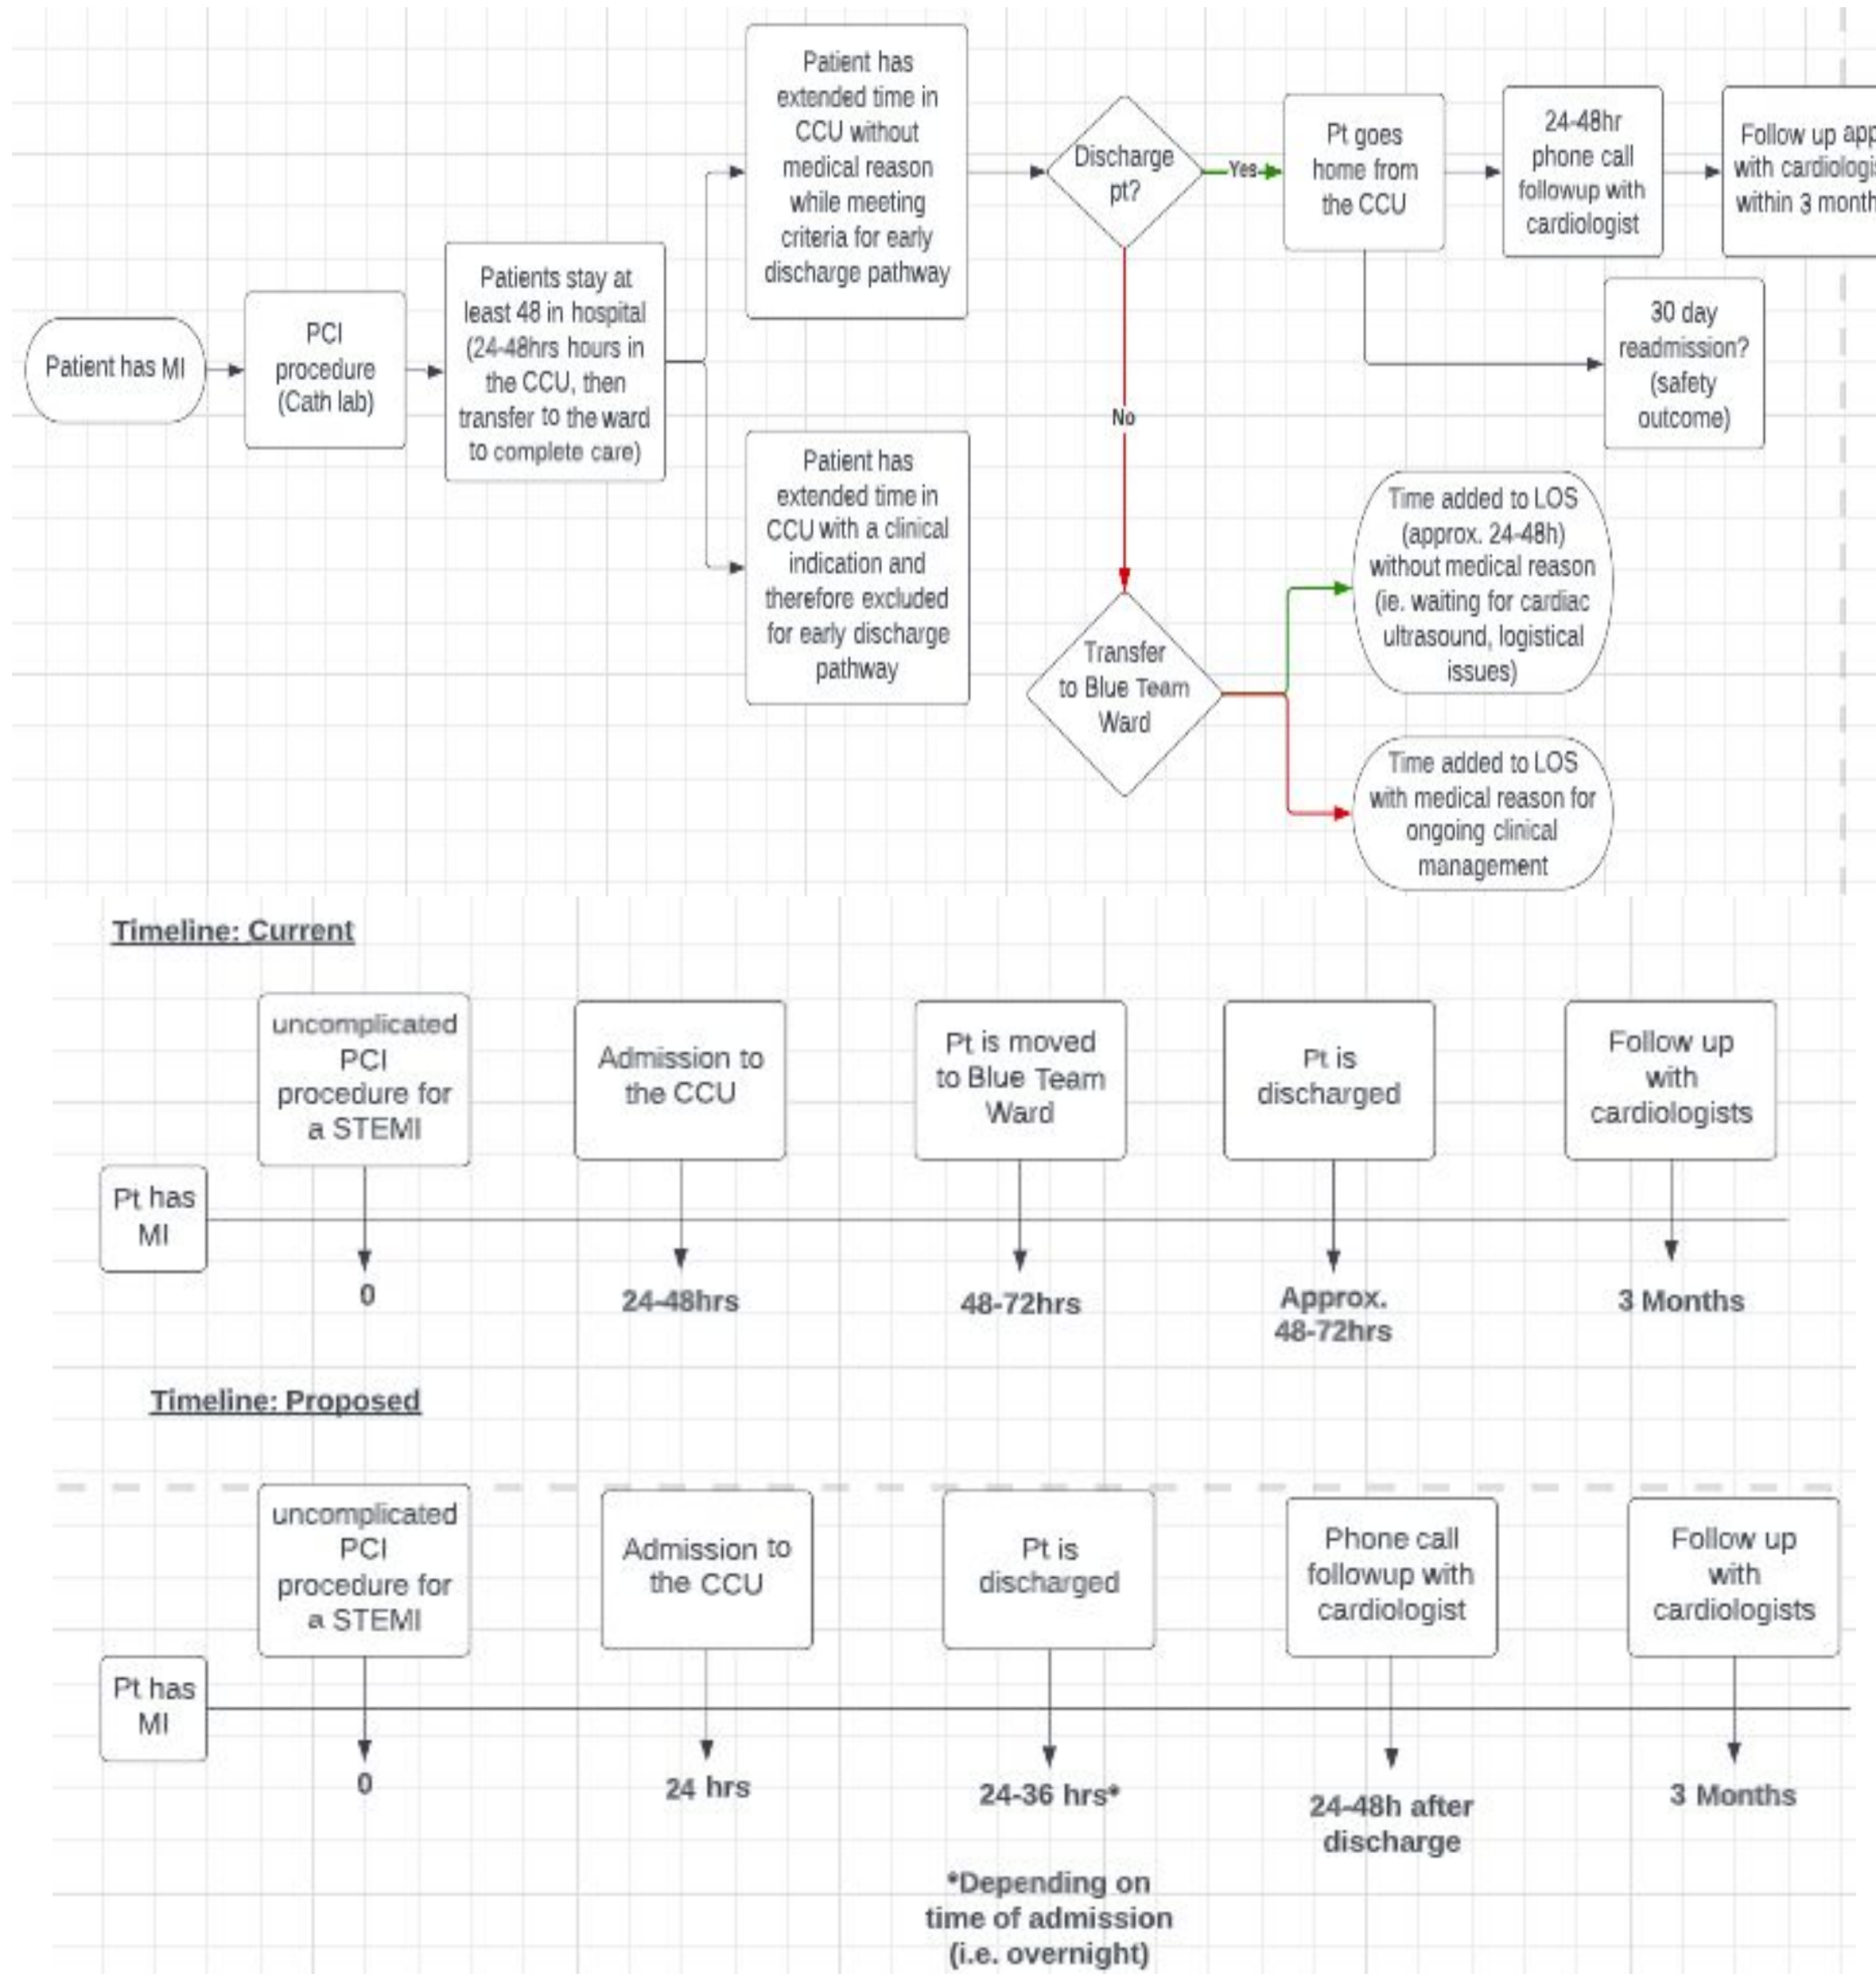 Patient has MI
PCI
procedure
(Cath lab)
Patients stay at
least 48 in hospital
(24-48hrs hours in
the CCU, then
transfer to the ward
to complete care)
Patient has
extended time in
CCU without
medical reason
while meeting
criteria for early
discharge pathway
Patient has
extended time in
CCU with a clinical
indication and
therefore excluded
for early discharge
pathway
Discharge
pt?
Yes
No
Pt goes
home from
the CCU
24-48hr
phone call
followup with
cardiologist
Follow up app
with cardiologis
within 3 month
30 day
readmission?
(safety
outcome)
Transfer
to Blue Team
Ward
Time added to LOS
(approx. 24-48h)
without medical reason
(ie. waiting for cardiac
ultrasound, logistical
issues)
Time added to LOS
with medical reason for
ongoing clinical
management
Timeline: Current
Pt has
MI
uncomplicated
PCI
procedure for
a STEMI
0
Admission to
the CCU
24-48hrs
Pt is moved
to Blue Team
Ward
48-72hrs
Pt is
discharged
Approx.
48-72hrs
Follow up
with
cardiologists
3 Months
Timeline: Proposed
Pt has
MI
uncomplicated
PCI
procedure for
a STEMI
0
Admission to
the CCU
24 hrs
Pt is
discharged
24-36 hrs*
*Depending on
time of admission
(i.e. overnight)
Phone call
followup with
cardiologist
24-48h after
discharge
Follow up
with
cardiologists
3 Months